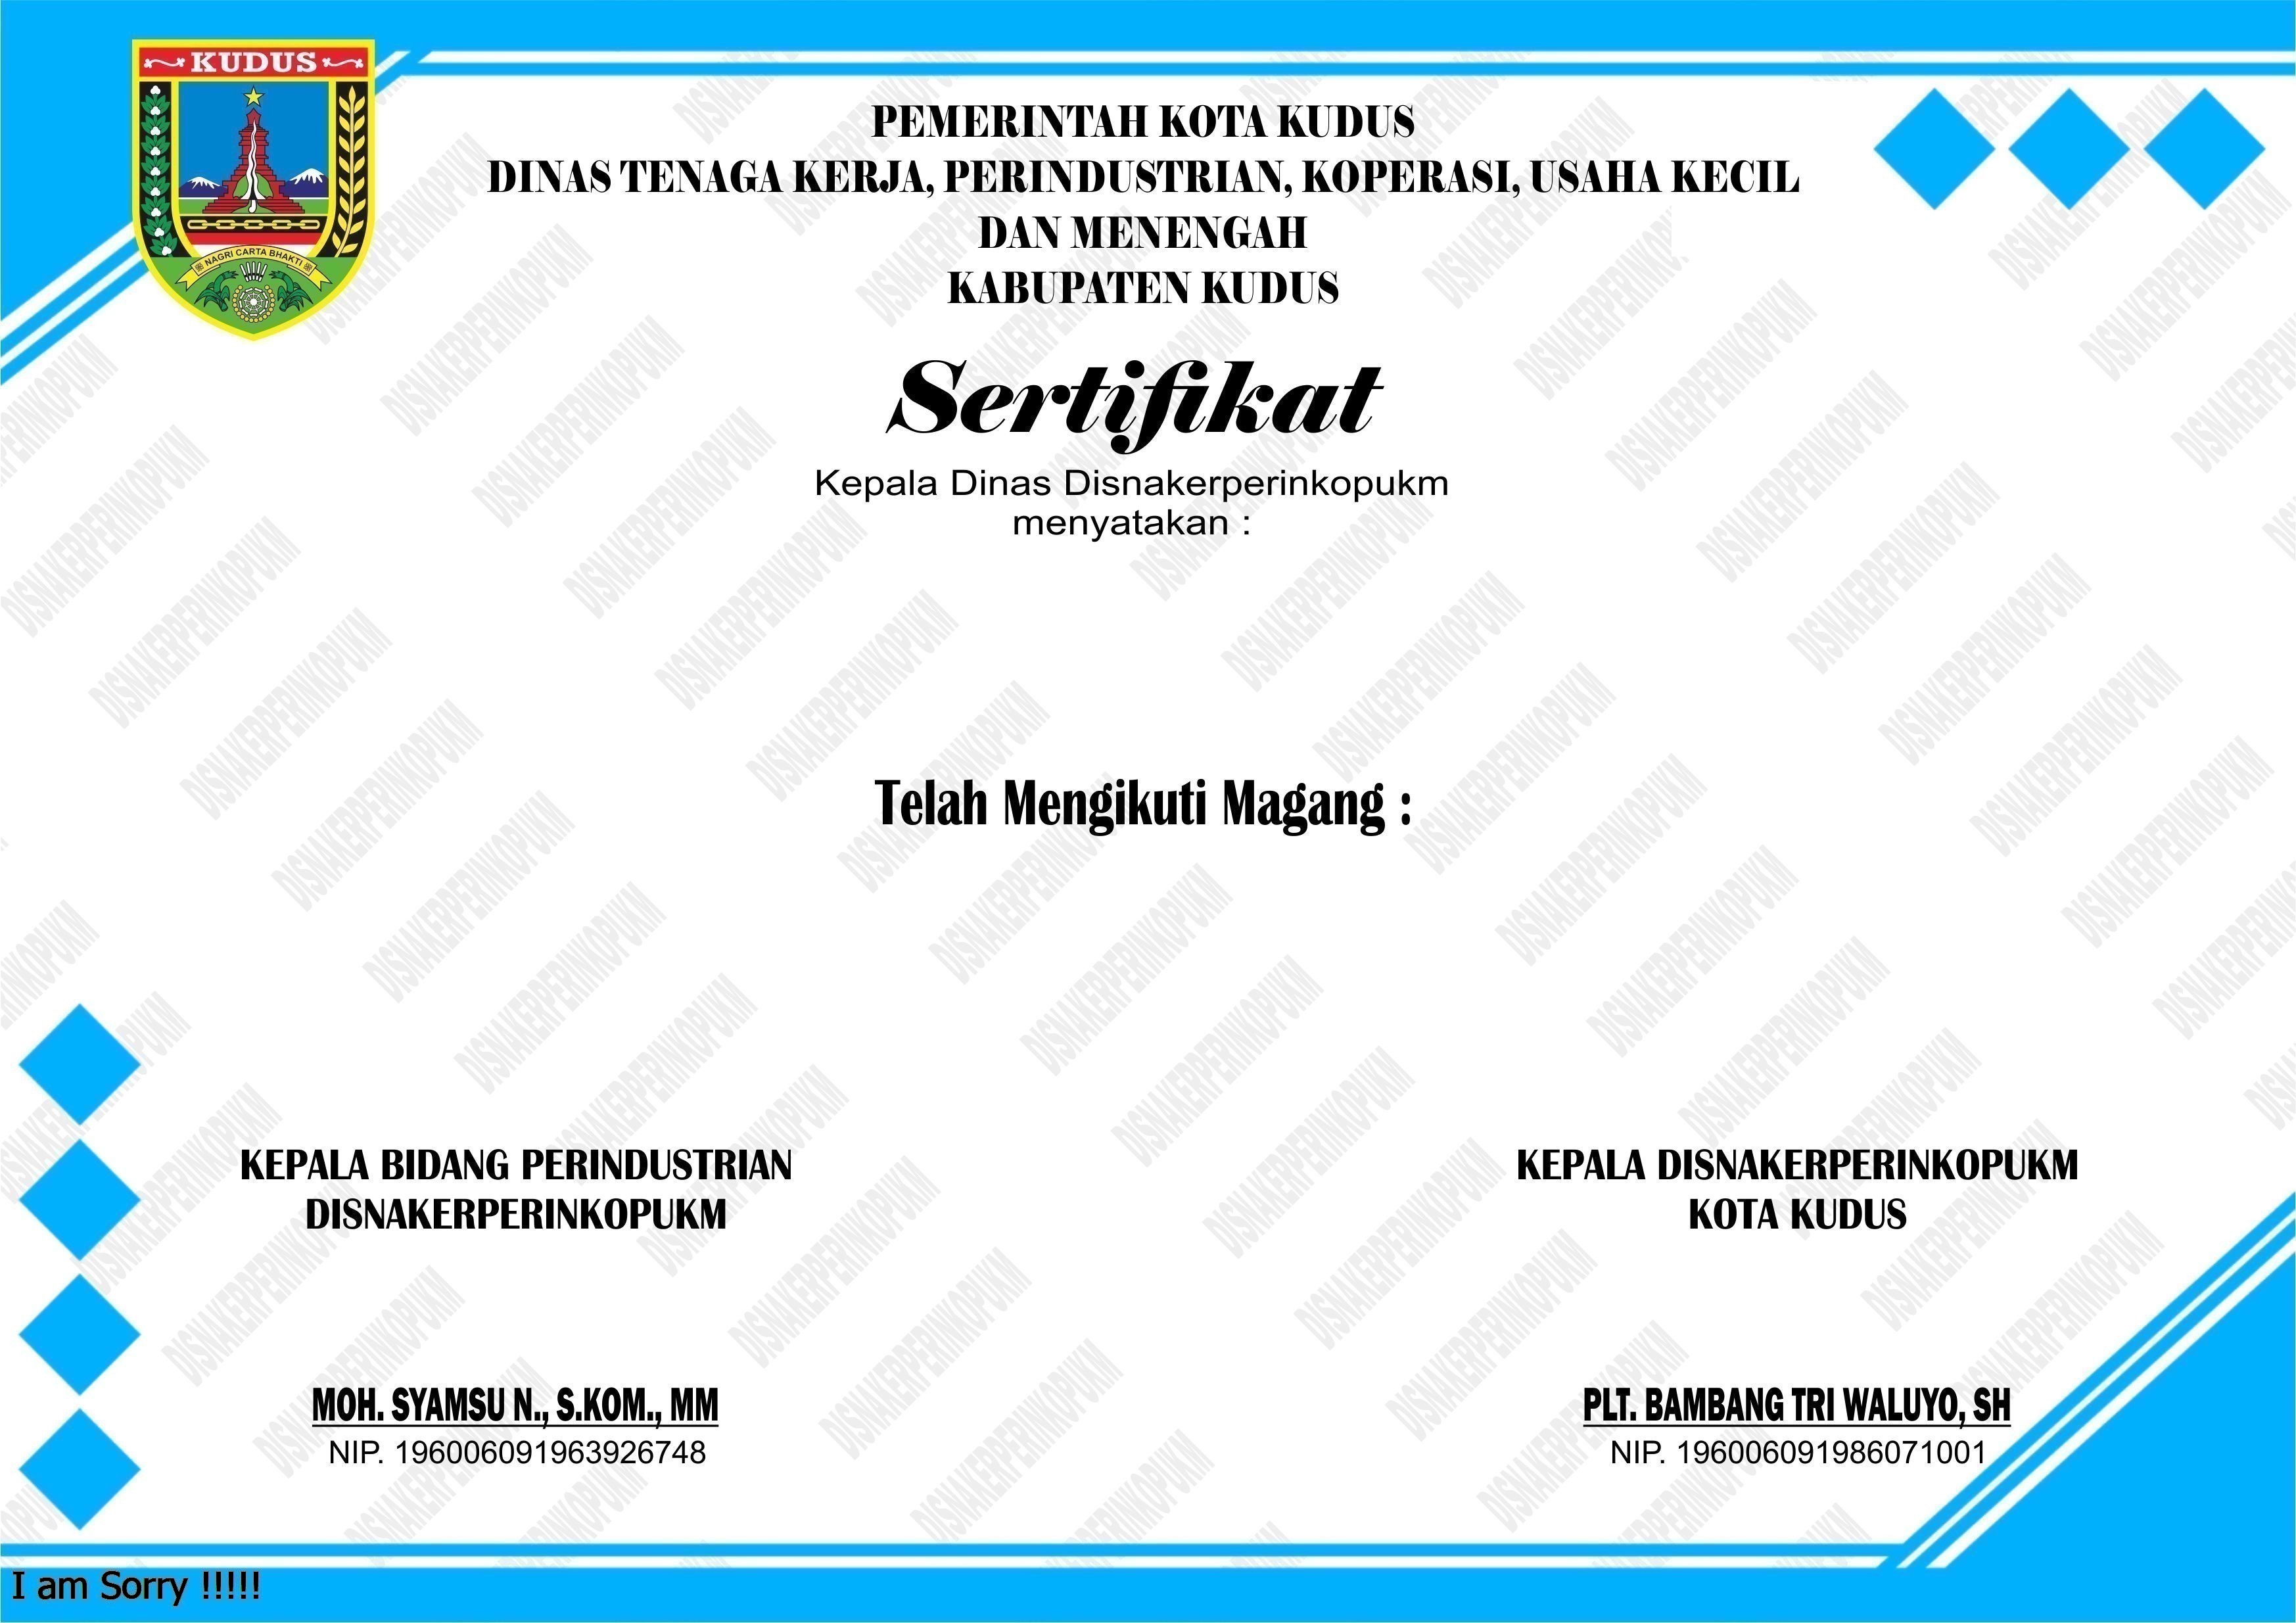 KUDUS
NAGRI CARTA BHAKTI
PEMERINTAH KOTA KUDUS
DINAS TENAGA KERJA, PERINDUSTRIAN, KOPERASI, USAHA KECIL
DAN MENENGAH
KABUPATEN KUDUS
Sertifikat
Kepala Dinas Disnakerperinkopukm
menyatakan :
Telah Mengikuti Magang :
KEPALA BIDANG PERINDUSTRIAN
DISNAKERPERINKOPUKM
KEPALA DISNAKERPERINKOPUKM
KOTA KUDUS
MOH. SYAMSU N., S.KOM., MM
NIP. 196006091963926748
PLT. BAMBANG TRI WALUYO, SH
NIP. 196006091986071001
I am Sorry !!!!!
DISNAKERPERINKOPUKM